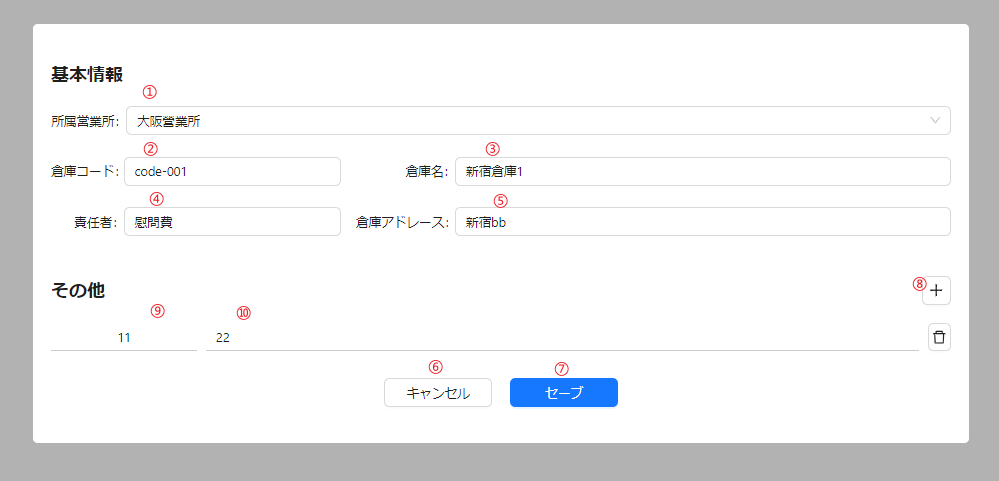 基本情報
①
所属営業所: 大阪営業所
② ③
倉庫コード: code-001 倉庫名: 新宿倉庫1
④ ⑤
責任者: 慰問費 倉庫アドレース: 新宿bb
その他 ⑧
⑨ ⑩
11 22
⑥ ⑦
キャンセル セーブ